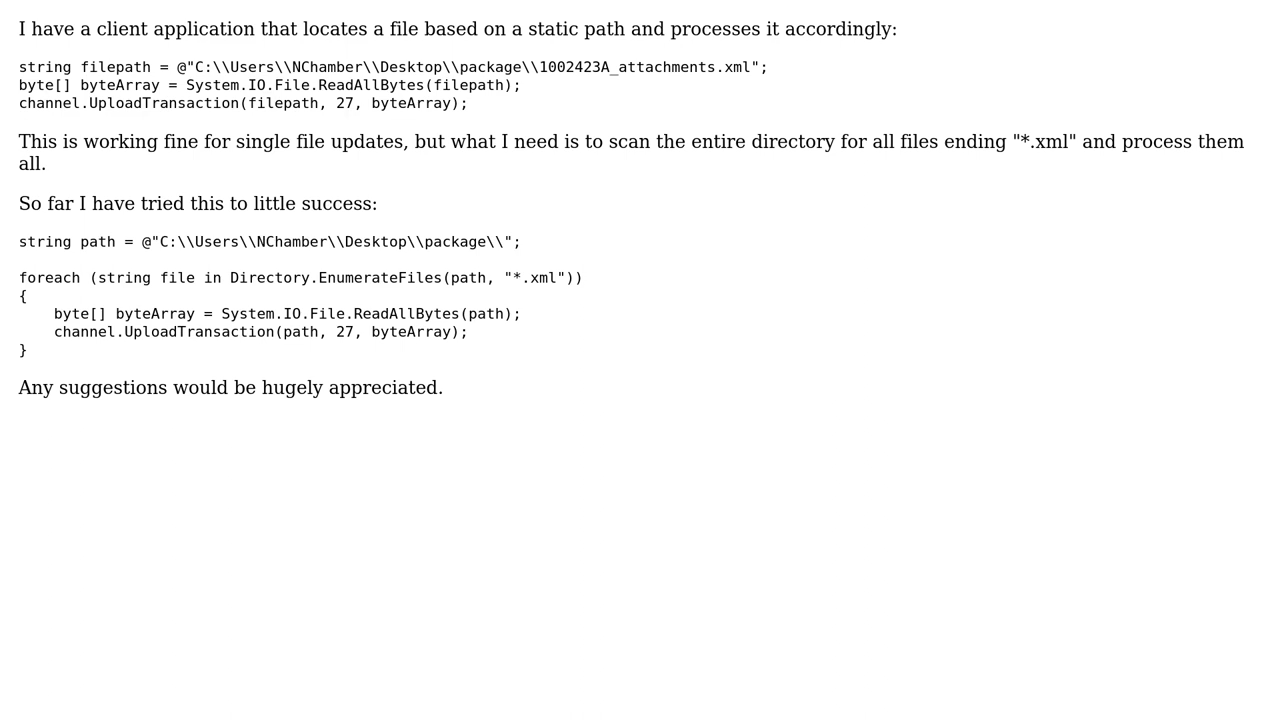 I have a client application that locates a file based on a static path and processes it accordingly:
string filepath = @"C:\\Users\\NChamber\\Desktop\\package\\1002423A_attachments.xml";
byte[] byteArray = System.IO.File.ReadAllBytes(filepath);
channel.UploadTransaction(filepath, 27, byteArray);
This is working fine for single file updates, but what I need is to scan the entire directory for all files ending "*.xml" and process them
all.
So far I have tried this to little success:
string path = @"C:\\Users\\NChamber\\Desktop\\package\\";
foreach (string file in Directory.EnumerateFiles(path, "*.xml"))
{
    byte[] byteArray = System.IO.File.ReadAllBytes(path);
    channel.UploadTransaction(path, 27, byteArray);
}
Any suggestions would be hugely appreciated.